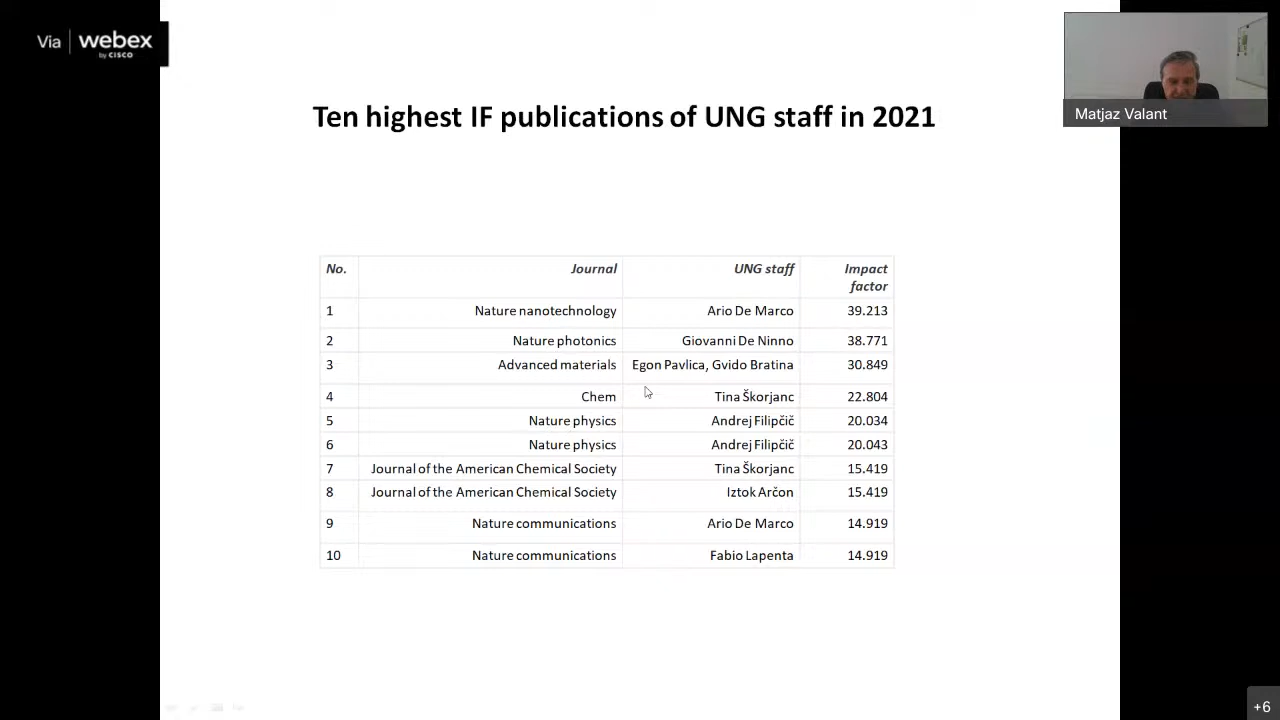 Via webex
by CISCO
Matjaz Valant
Ten highest IF publications of UNG staff in 2021
No. Journal UNG staff Impact factor
1 Nature nanotechnology Ario De Marco 39.213
2 Nature photonics Giovanni De Ninno 38.771
3 Advanced materials Egon Pavlica, Gvido Bratina 30.849
4 Chem Tina Škorjanc 22.804
5 Nature physics Andrej Filipčič 20.034
6 Nature physics Andrej Filipčič 20.043
7 Journal of the American Chemical Society Tina Škorjanc 15.419
8 Journal of the American Chemical Society Iztok Arčon 15.419
9 Nature communications Ario De Marco 14.919
10 Nature communications Fabio Lapenta 14.919
+6